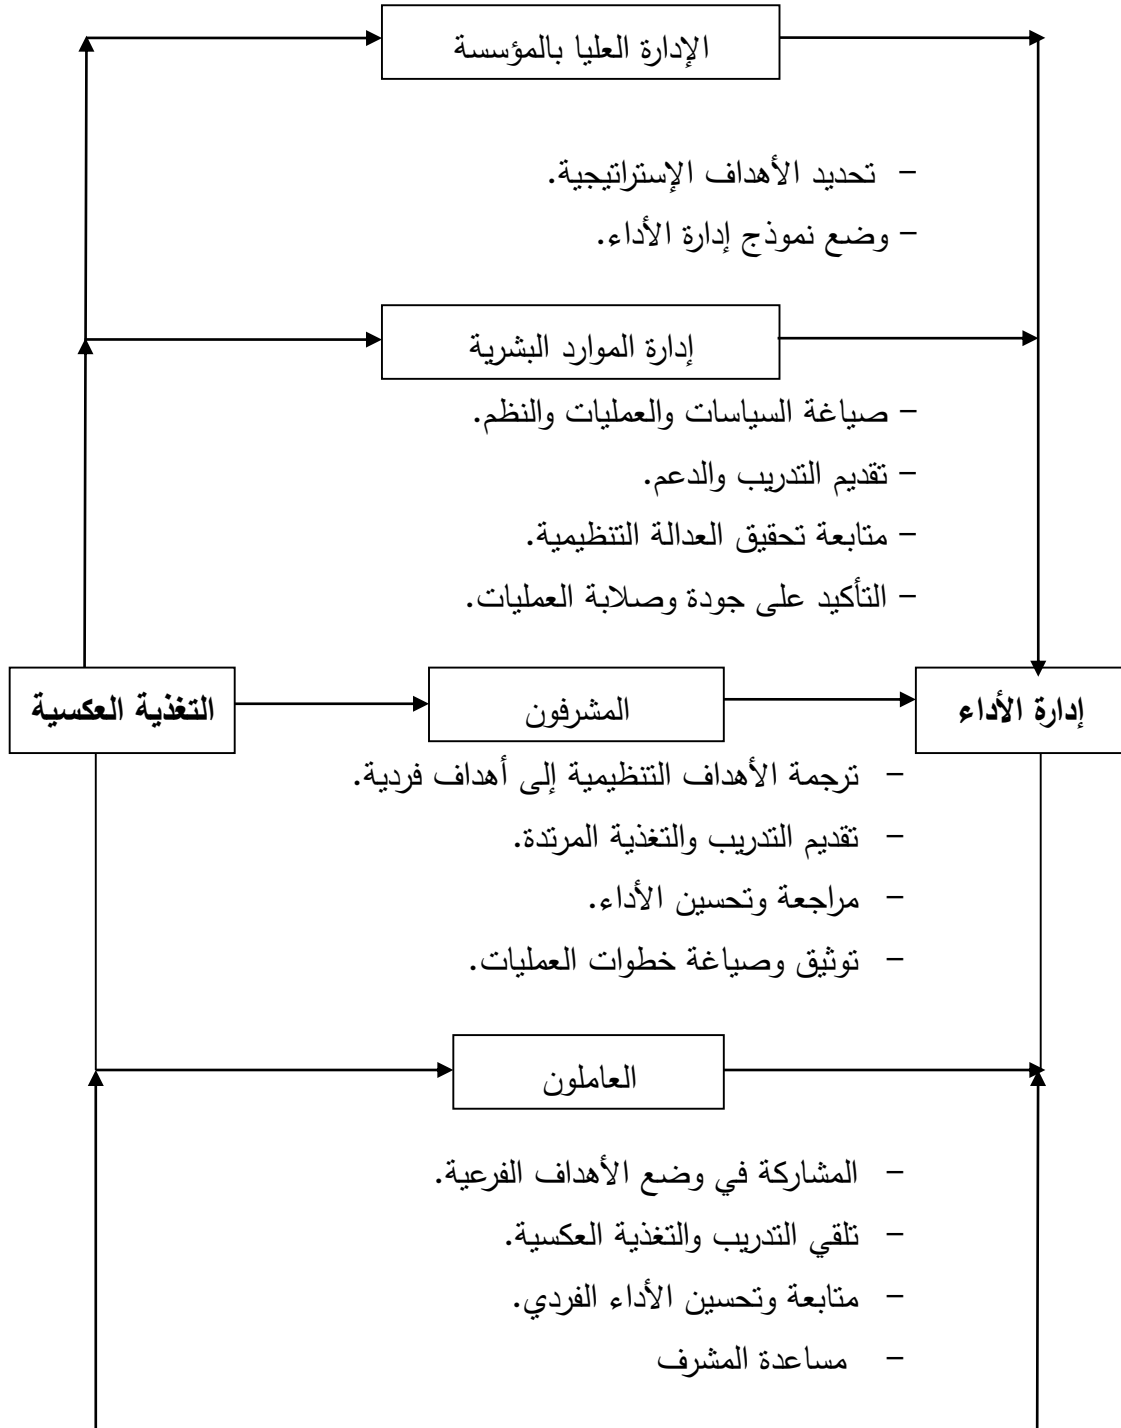 الإدارة العليا بالمؤسسة
– تحديد الأهداف الإستراتيجية.
– وضع نموذج إدارة الأداء.
إدارة الموارد البشرية
– صياغة السياسات والعمليات والنظم.
– تقديم التدريب والدعم.
– متابعة تحقيق العدالة التنظيمية.
– التأكيد على جودة وصلابة العمليات.
إدارة الأداء
المشرفون
التغذية العكسية
– ترجمة الأهداف التنظيمية إلى أهداف فردية.
– تقديم التدريب والتغذية المرتدة.
– مراجعة وتحسين الأداء.
– توثيق وصياغة خطوات العمليات.
العاملون
– المشاركة في وضع الأهداف الفرعية.
– تلقي التدريب والتغذية العكسية.
– متابعة وتحسين الأداء الفردي.
– مساعدة المشرف